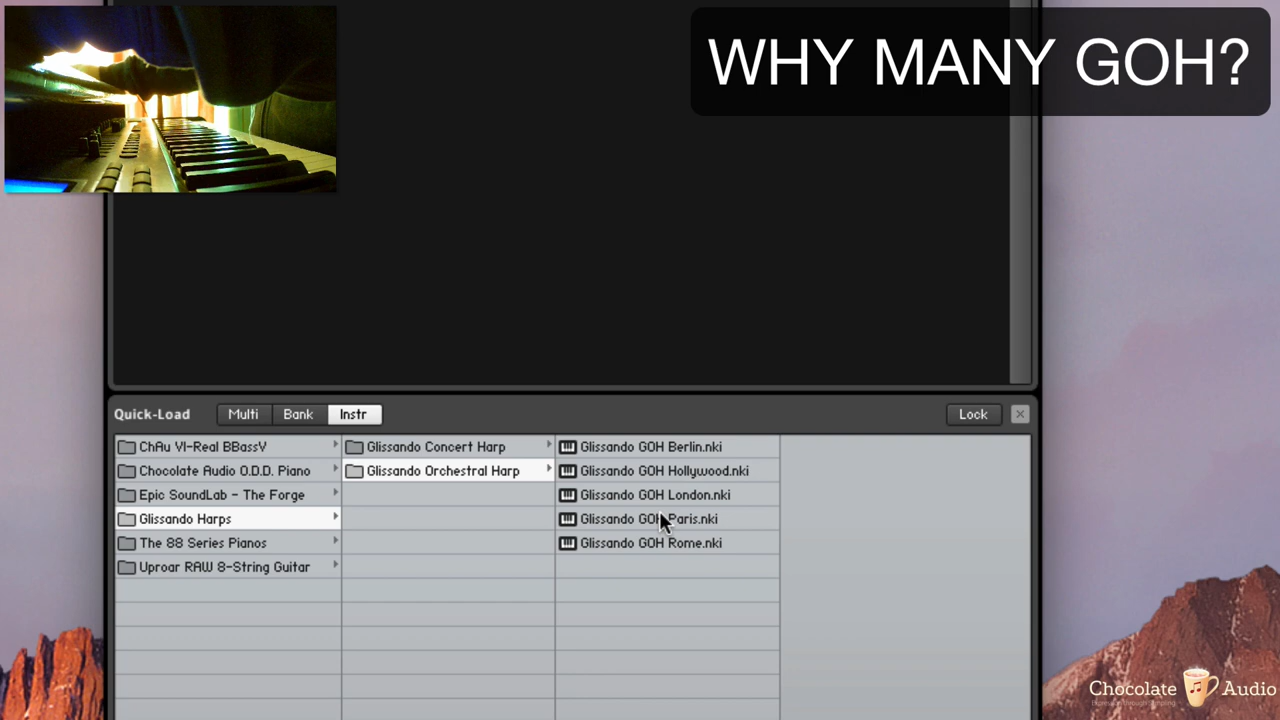 WHY MANY GOH?
Quick-Load
Multi
Bank
Instr
Lock
ChAu VI-Real BBassV
Chocolate Audio O.D.D. Piano
Epic SoundLab - The Forge
Glissando Harps
The 88 Series Pianos
Uproar RAW 8-String Guitar
Glissando Concert Harp
Glissando Orchestral Harp
Glissando GOH Berlin.nki
Glissando GOH Hollywood.nki
Glissando GOH London.nki
Glissando GOH Paris.nki
Glissando GOH Rome.nki
Chocolate Audio